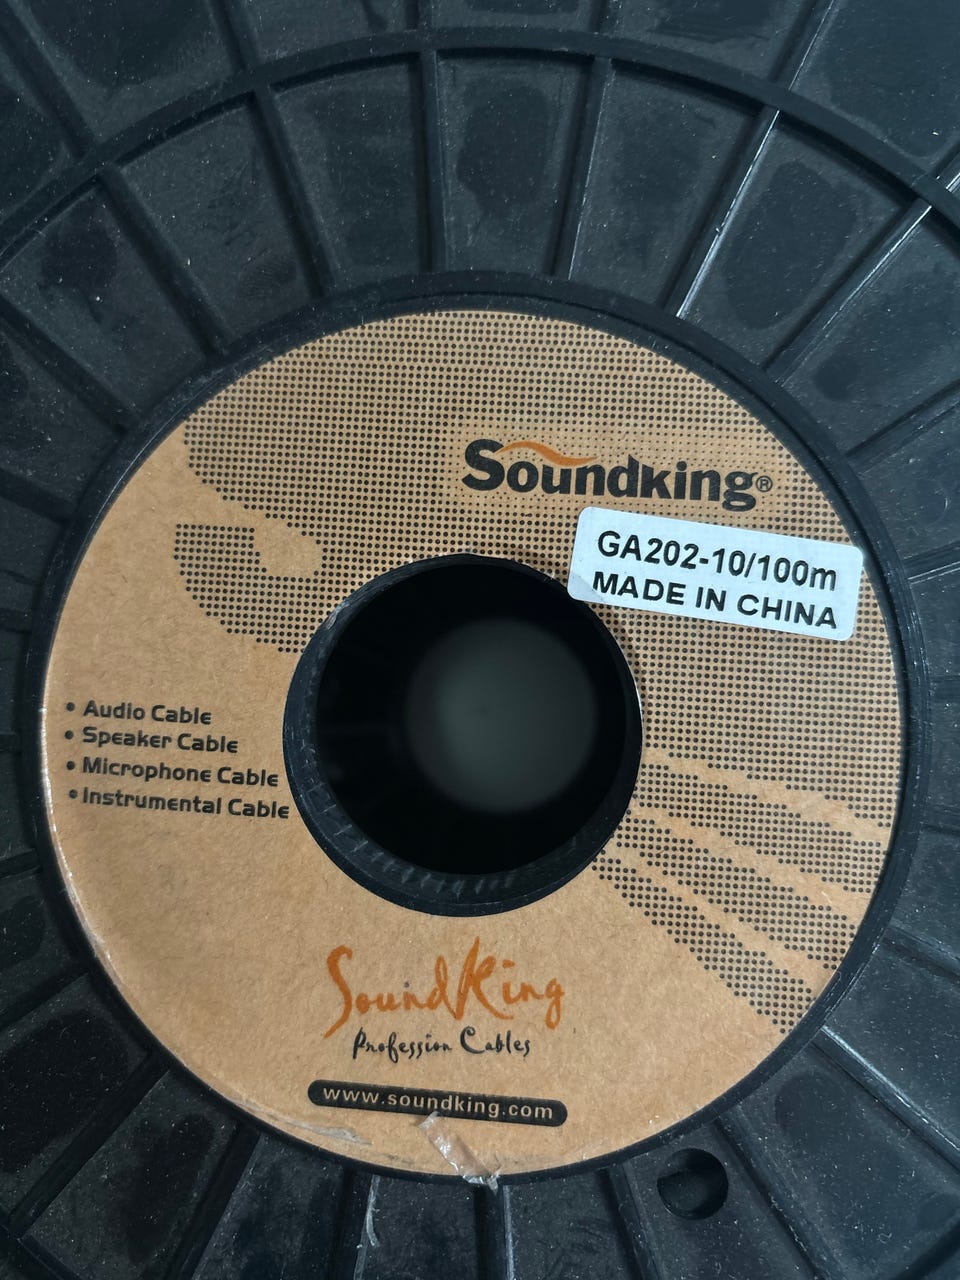 Soundking®
GA202-10/100m
MADE IN CHINA
• Audio Cable
• Speaker Cable
• Microphone Cable
• Instrumental Cable
SoundKing
Profession Cables
www.soundking.com